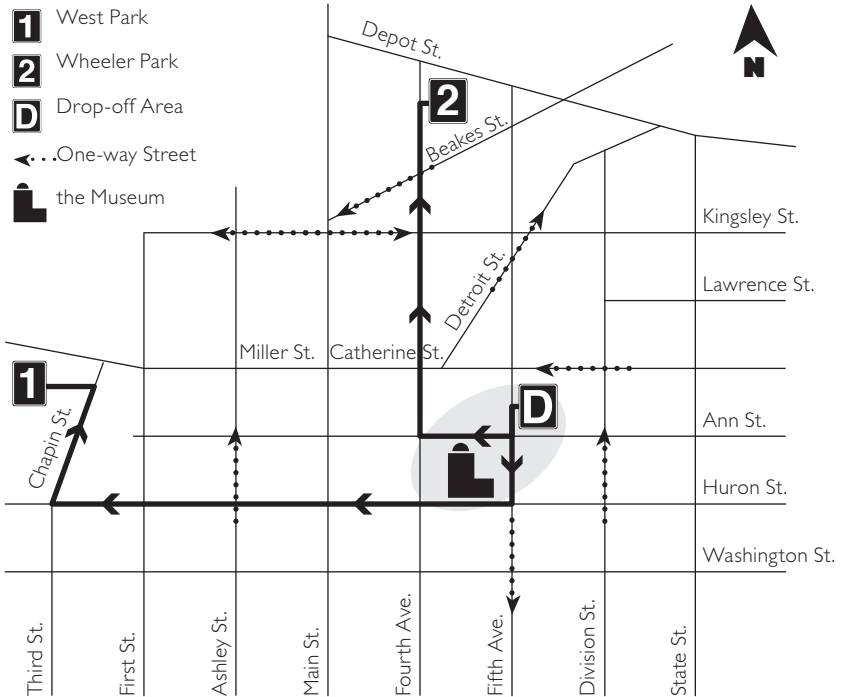 1 West Park
2 Wheeler Park
D Drop-off Area
One-way Street
the Museum
N
Depot St.
2
Beakes St.
Kingsley St.
Detroit St.
Lawrence St.
Miller St.
Catherine St.
1
D
Chapin St.
Ann St.
Huron St.
Washington St.
Third St.
First St.
Ashley St.
Main St.
Fourth Ave.
Fifth Ave.
Division St.
State St.